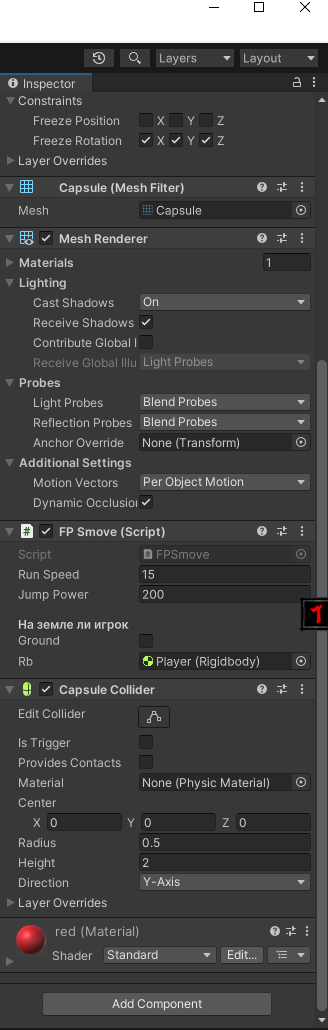 Layers Layout
Inspector
Constraints
Freeze Position X Y Z
Freeze Rotation X Y Z
Layer Overrides
Capsule (Mesh Filter)
Mesh Capsule
Mesh Renderer
Materials 1
Lighting
Cast Shadows On
Receive Shadows
Contribute Global I
Receive Global Illu Light Probes
Probes
Light Probes Blend Probes
Reflection Probes Blend Probes
Anchor Override None (Transform)
Additional Settings
Motion Vectors Per Object Motion
Dynamic Occlusion
# FP Smove (Script)
Script # FPSmove
Run Speed 15
Jump Power 200
На земле ли игрок
Ground
Rb Player (Rigidbody)
Capsule Collider
Edit Collider
Is Trigger
Provides Contacts
Material None (Physic Material)
Center
X 0 Y 0 Z 0
Radius 0.5
Height 2
Direction Y-Axis
Layer Overrides
red (Material)
Shader Standard Edit...
Add Component